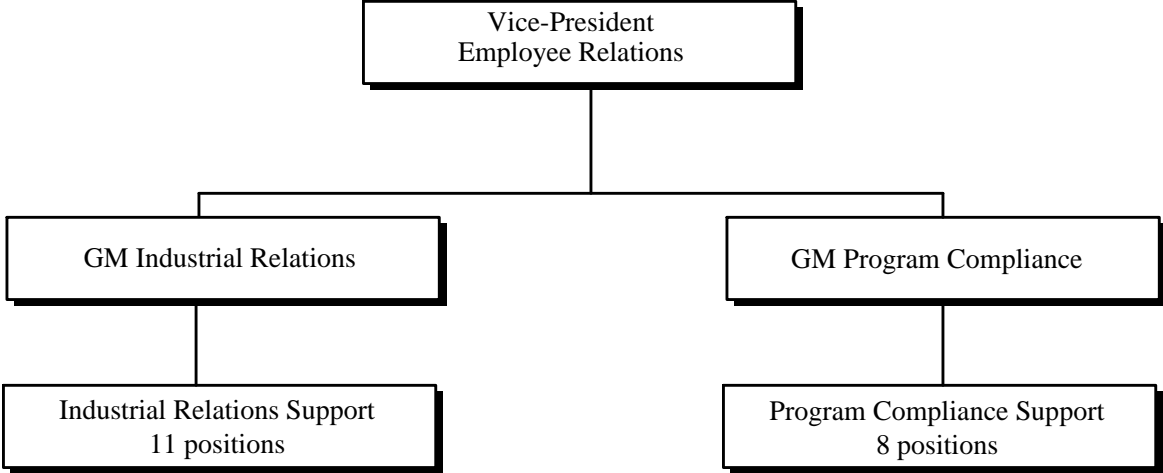 Vice-President
Employee Relations
GM Industrial Relations
GM Program Compliance
Industrial Relations Support
11 positions
Program Compliance Support
8 positions